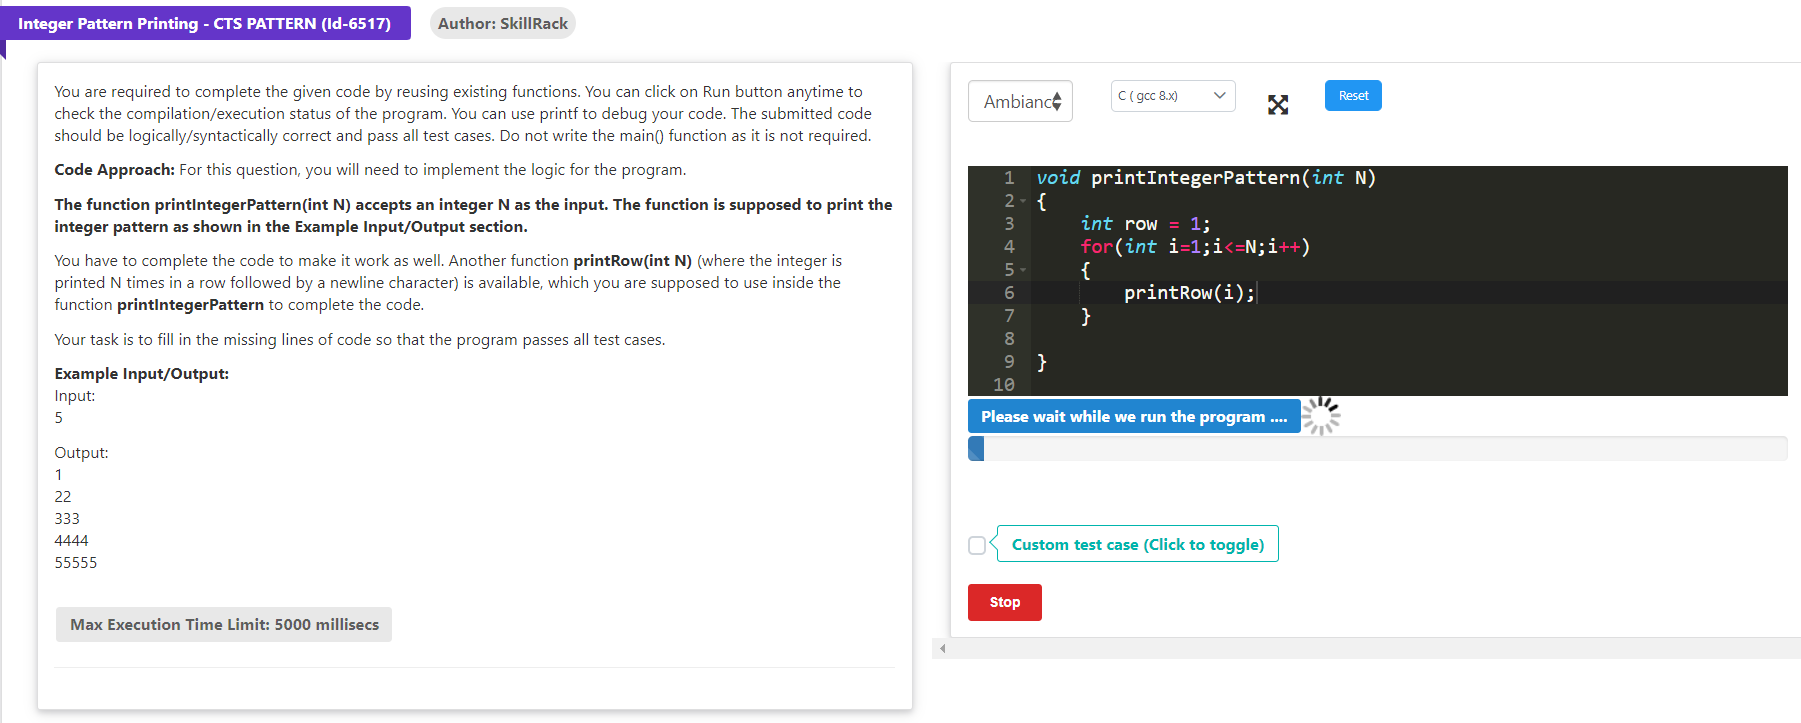 Integer Pattern Printing - CTS PATTERN (Id-6517)
Author: SkillRack
You are required to complete the given code by reusing existing functions. You can click on Run button anytime to
check the compilation/execution status of the program. You can use printf to debug your code. The submitted code
should be logically/syntactically correct and pass all test cases. Do not write the main() function as it is not required.
Code Approach: For this question, you will need to implement the logic for the program.
The function printIntegerPattern(int N) accepts an integer N as the input. The function is supposed to print the
integer pattern as shown in the Example Input/Output section.
You have to complete the code to make it work as well. Another function printRow(int N) (where the integer is
printed N times in a row followed by a newline character) is available, which you are supposed to use inside the
function printIntegerPattern to complete the code.
Your task is to fill in the missing lines of code so that the program passes all test cases.
Example Input/Output:
Input:
5
Output:
1
22
333
4444
55555
Max Execution Time Limit: 5000 millisecs
Ambianc
C ( gcc 8.x)
Reset
1 void printIntegerPattern(int N)
2 {
3 int row = 1;
4 for(int i=1;i<=N;i++)
5 {
6 printRow(i);
7 }
8
9 }
10
Please wait while we run the program ....
Custom test case (Click to toggle)
Stop